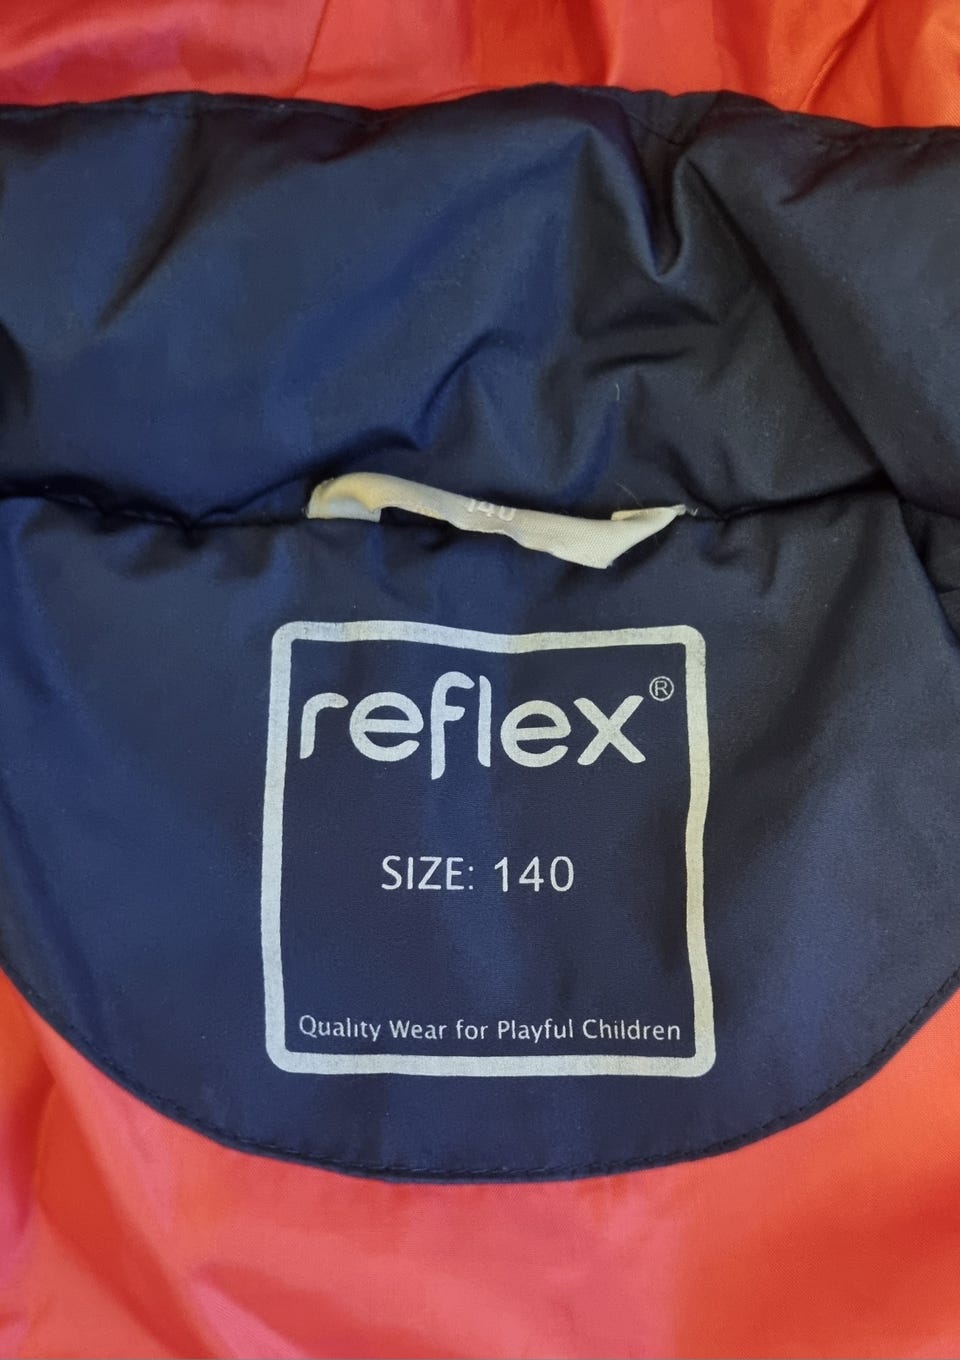 140
reflex®
SIZE: 140
Quality Wear for Playful Children